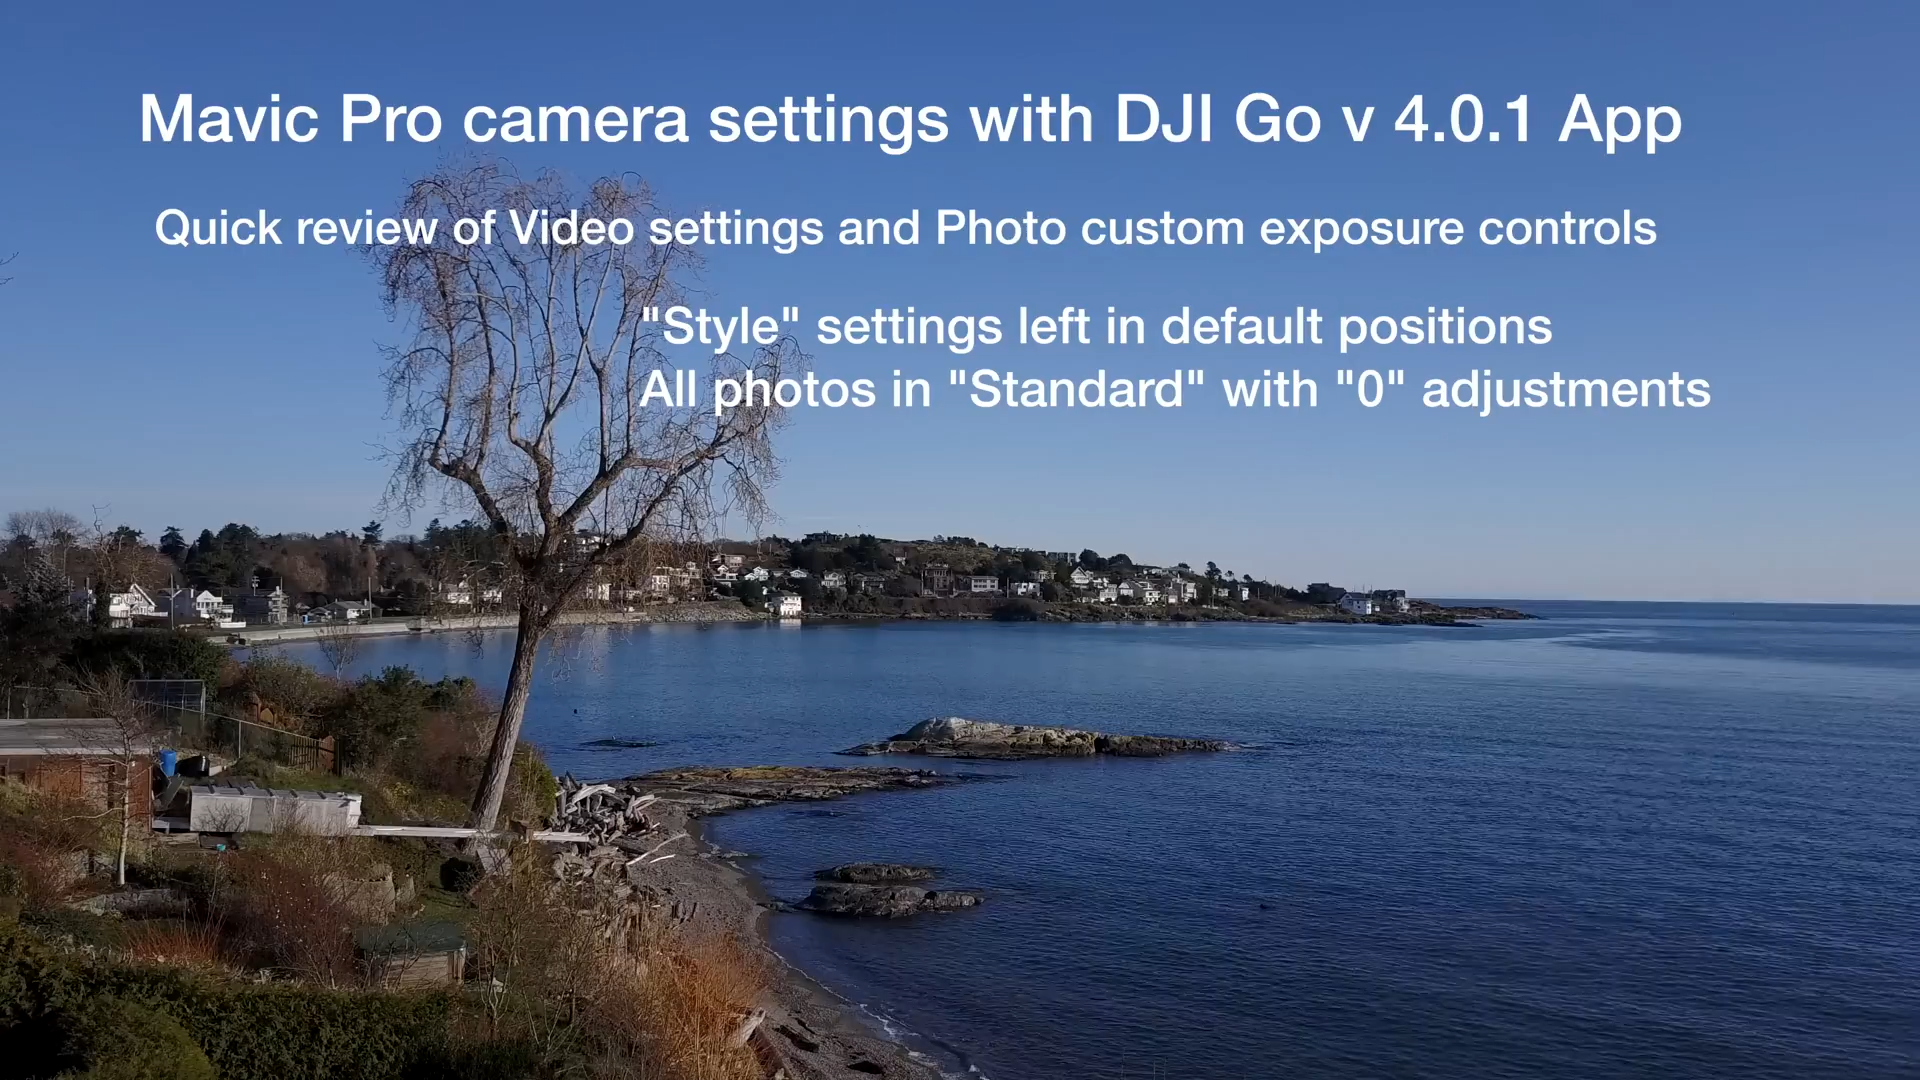 Mavic Pro camera settings with DJI Go v 4.0.1 App
Quick review of Video settings and Photo custom exposure controls
"Style" settings left in default positions
All photos in "Standard" with "0" adjustments